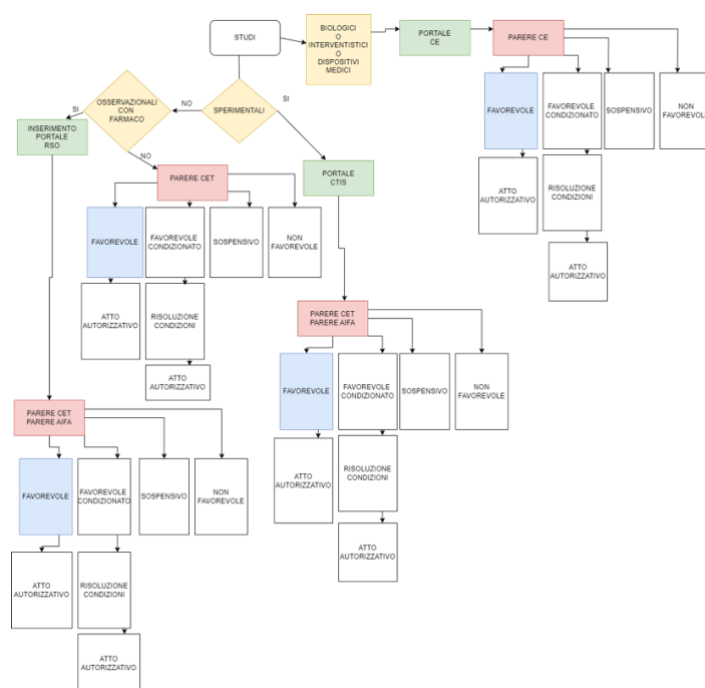 STUDI
BIOLOGICI
O
INTERVENTISTICI
O
DISPOSITIVI
MEDICI
PORTALE
CE
PARERE CE
FAVOREVOLE
FAVOREVOLE
CONDIZIONATO
SOSPENSIVO
NON
FAVOREVOLE
ATTO
AUTORIZZATIVO
RISOLUZIONE
CONDIZIONI
ATTO
AUTORIZZATIVO
SPERIMENTALI
SI
NO
OSSERVAZIONALI
CON
FARMACO
SI
INSERIMENTO
PORTALE
RSO
NO
PARERE CET
FAVOREVOLE
FAVOREVOLE
CONDIZIONATO
SOSPENSIVO
NON
FAVOREVOLE
ATTO
AUTORIZZATIVO
RISOLUZIONE
CONDIZIONI
ATTO
AUTORIZZATIVO
PORTALE
CTIS
PARERE CET
PARERE AIFA
FAVOREVOLE
FAVOREVOLE
CONDIZIONATO
SOSPENSIVO
NON
FAVOREVOLE
ATTO
AUTORIZZATIVO
RISOLUZIONE
CONDIZIONI
ATTO
AUTORIZZATIVO
PARERE CET
PARERE AIFA
FAVOREVOLE
FAVOREVOLE
CONDIZIONATO
SOSPENSIVO
NON
FAVOREVOLE
ATTO
AUTORIZZATIVO
RISOLUZIONE
CONDIZIONI
ATTO
AUTORIZZATIVO